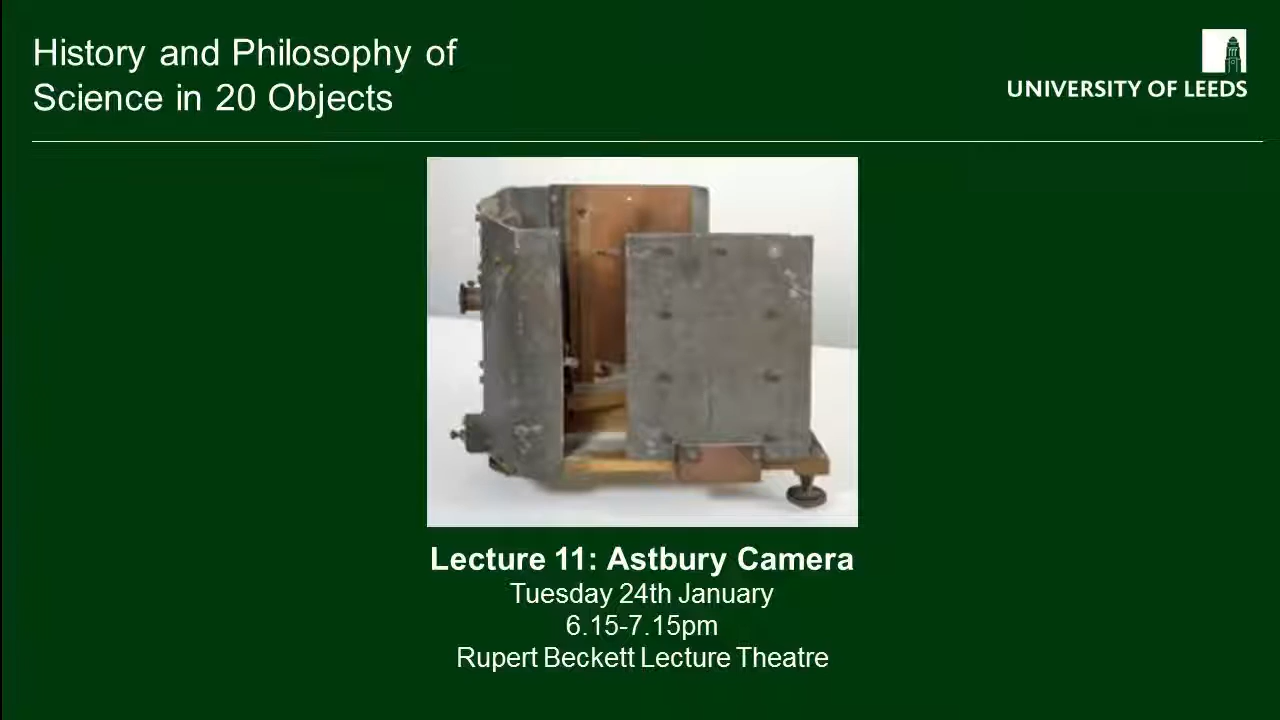 History and Philosophy of
Science in 20 Objects
UNIVERSITY OF LEEDS
Lecture 11: Astbury Camera
Tuesday 24th January
6.15-7.15pm
Rupert Beckett Lecture Theatre